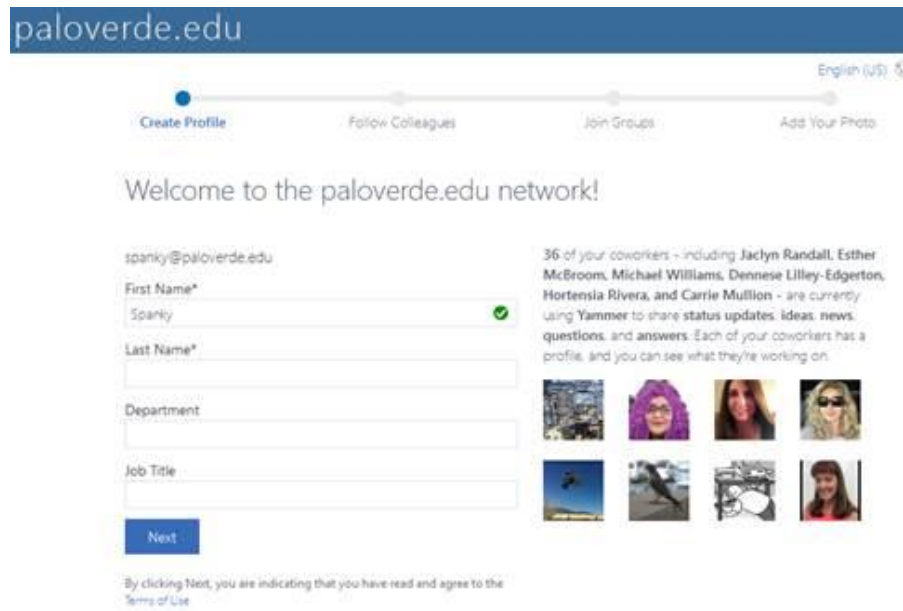 paloverde.edu
English (US)
Create Profile
Follow Colleagues
Join Groups
Add Your Photo
Welcome to the paloverde.edu network!
spanky@paloverde.edu
First Name*
Spanky
Last Name*
Department
Job Title
Next
By clicking Next, you are indicating that you have read and agree to the
Terms of Use
36 of your coworkers - including Jaclyn Randall, Esther
McBroom, Michael Williams, Dennese Lilley-Edgerton,
Hortensia Rivera, and Carrie Mullion - are currently
using Yammer to share status updates, ideas, news,
questions, and answers. Each of your coworkers has a
profile, and you can see what they're working on.